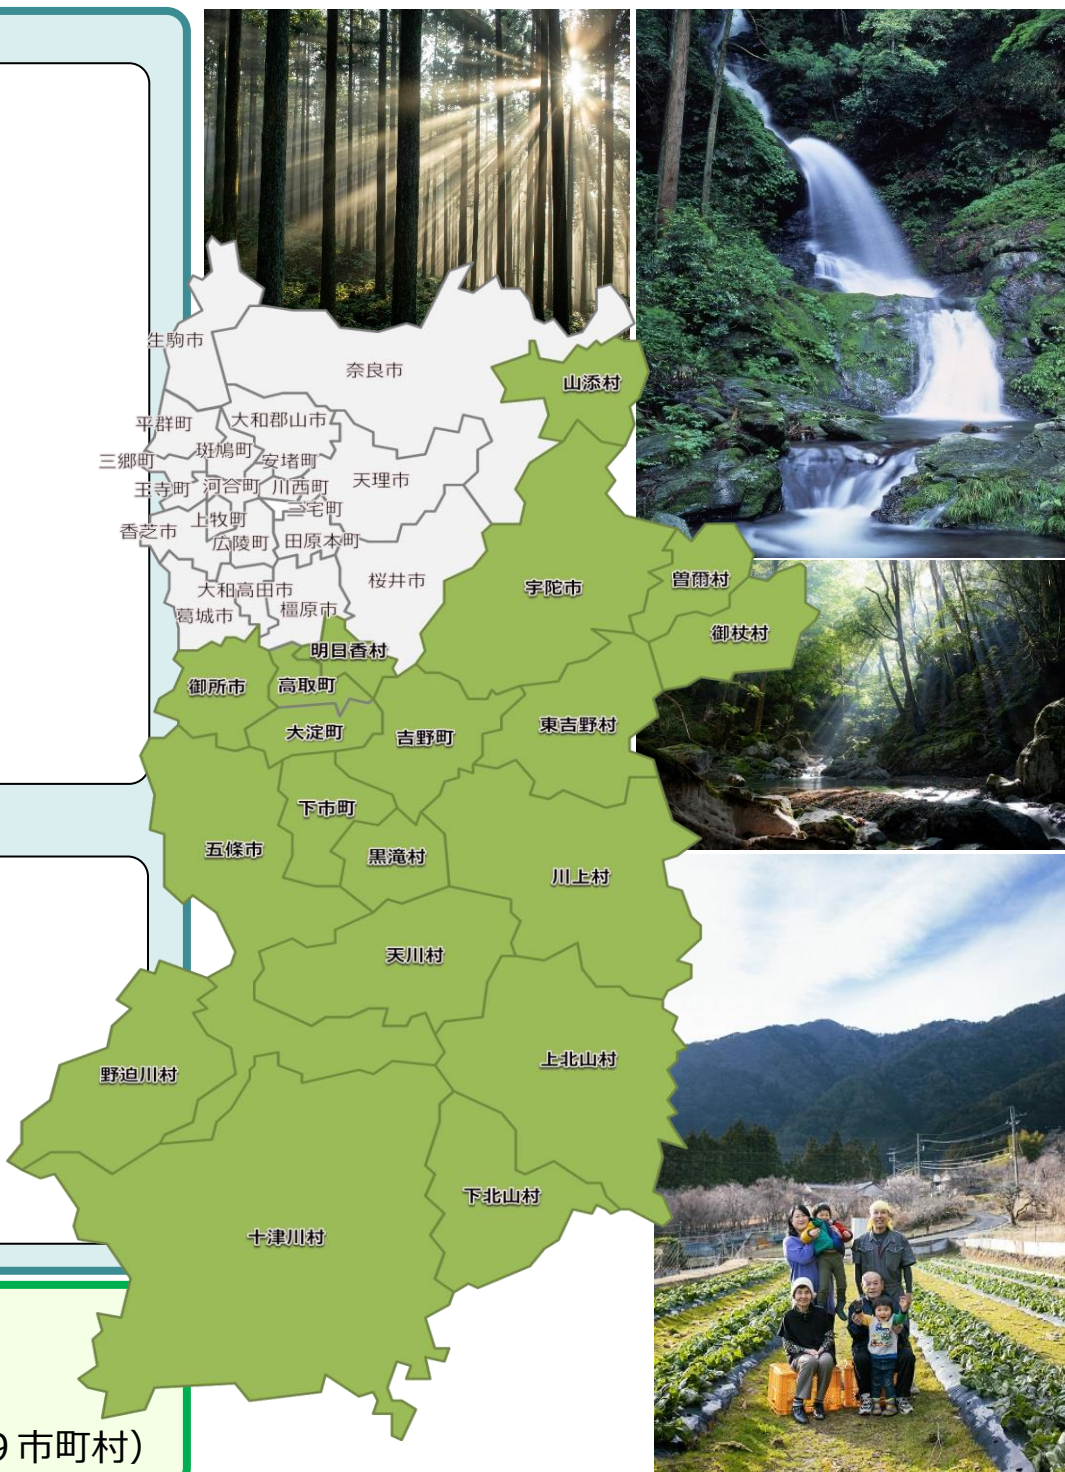 生駒市
奈良市
山添村
平群町
大和郡山市
斑鳩町
安堵町
三郷町
天理市
王寺町
河合町
川西町
三宅町
香芝市
上牧町
広陵町
田原本町
桜井市
宇陀市
曽爾村
大和高田市
葛城市
橿原市
御杖村
明日香村
御所市
高取町
大淀町
吉野町
東吉野村
下市町
五條市
黒滝村
川上村
天川村
野迫川村
上北山村
下北山村
十津川村
9市町村）